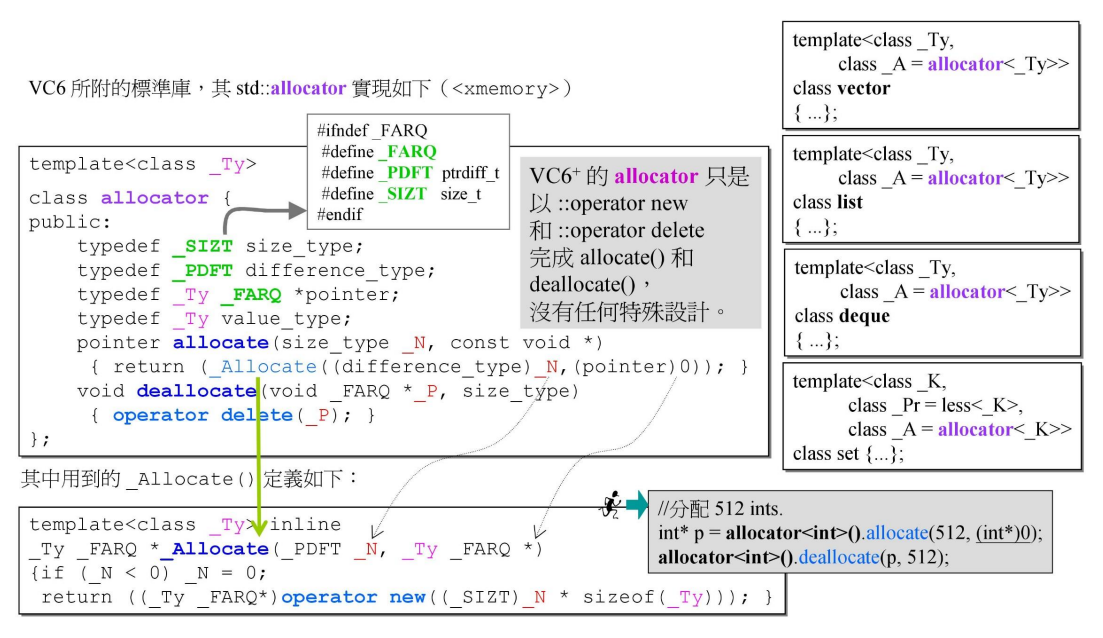 VC6 所附的標準庫，其 std::allocator 實現如下（<xmemory>）
#ifndef _FARQ
#define _FARQ
#define _PDFT ptrdiff_t
#define _SIZT size_t
#endif
template<class _Ty>
class allocator {
public:
typedef _SIZT size_type;
typedef _PDFT difference_type;
typedef _Ty _FARQ *pointer;
typedef _Ty value_type;
pointer allocate(size_type _N, const void *)
{ return (_Allocate((difference_type)_N,(pointer)0)); }
void deallocate(void _FARQ *_P, size_type)
{ operator delete(_P); }
};
VC6+ 的 allocator 只是
以 ::operator new
和 ::operator delete
完成 allocate() 和
deallocate()，
沒有任何特殊設計。
其中用到的 _Allocate() 定義如下：
template<class _Ty> inline
_Ty _FARQ *_Allocate(_PDFT _N, _Ty _FARQ *)
{if (_N < 0) _N = 0;
return ((_Ty _FARQ*)operator new((_SIZT)_N * sizeof(_Ty))); }
//分配 512 ints.
int* p = allocator<int>().allocate(512, (int*)0);
allocator<int>().deallocate(p, 512);
template<class _Ty,
class _A = allocator<_Ty>>
class vector
{ ...};
template<class _Ty,
class _A = allocator<_Ty>>
class list
{ ...};
template<class _Ty,
class _A = allocator<_Ty>>
class deque
{ ...};
template<class _K,
class _Pr = less<_K>,
class _A = allocator<_K>>
class set {...};